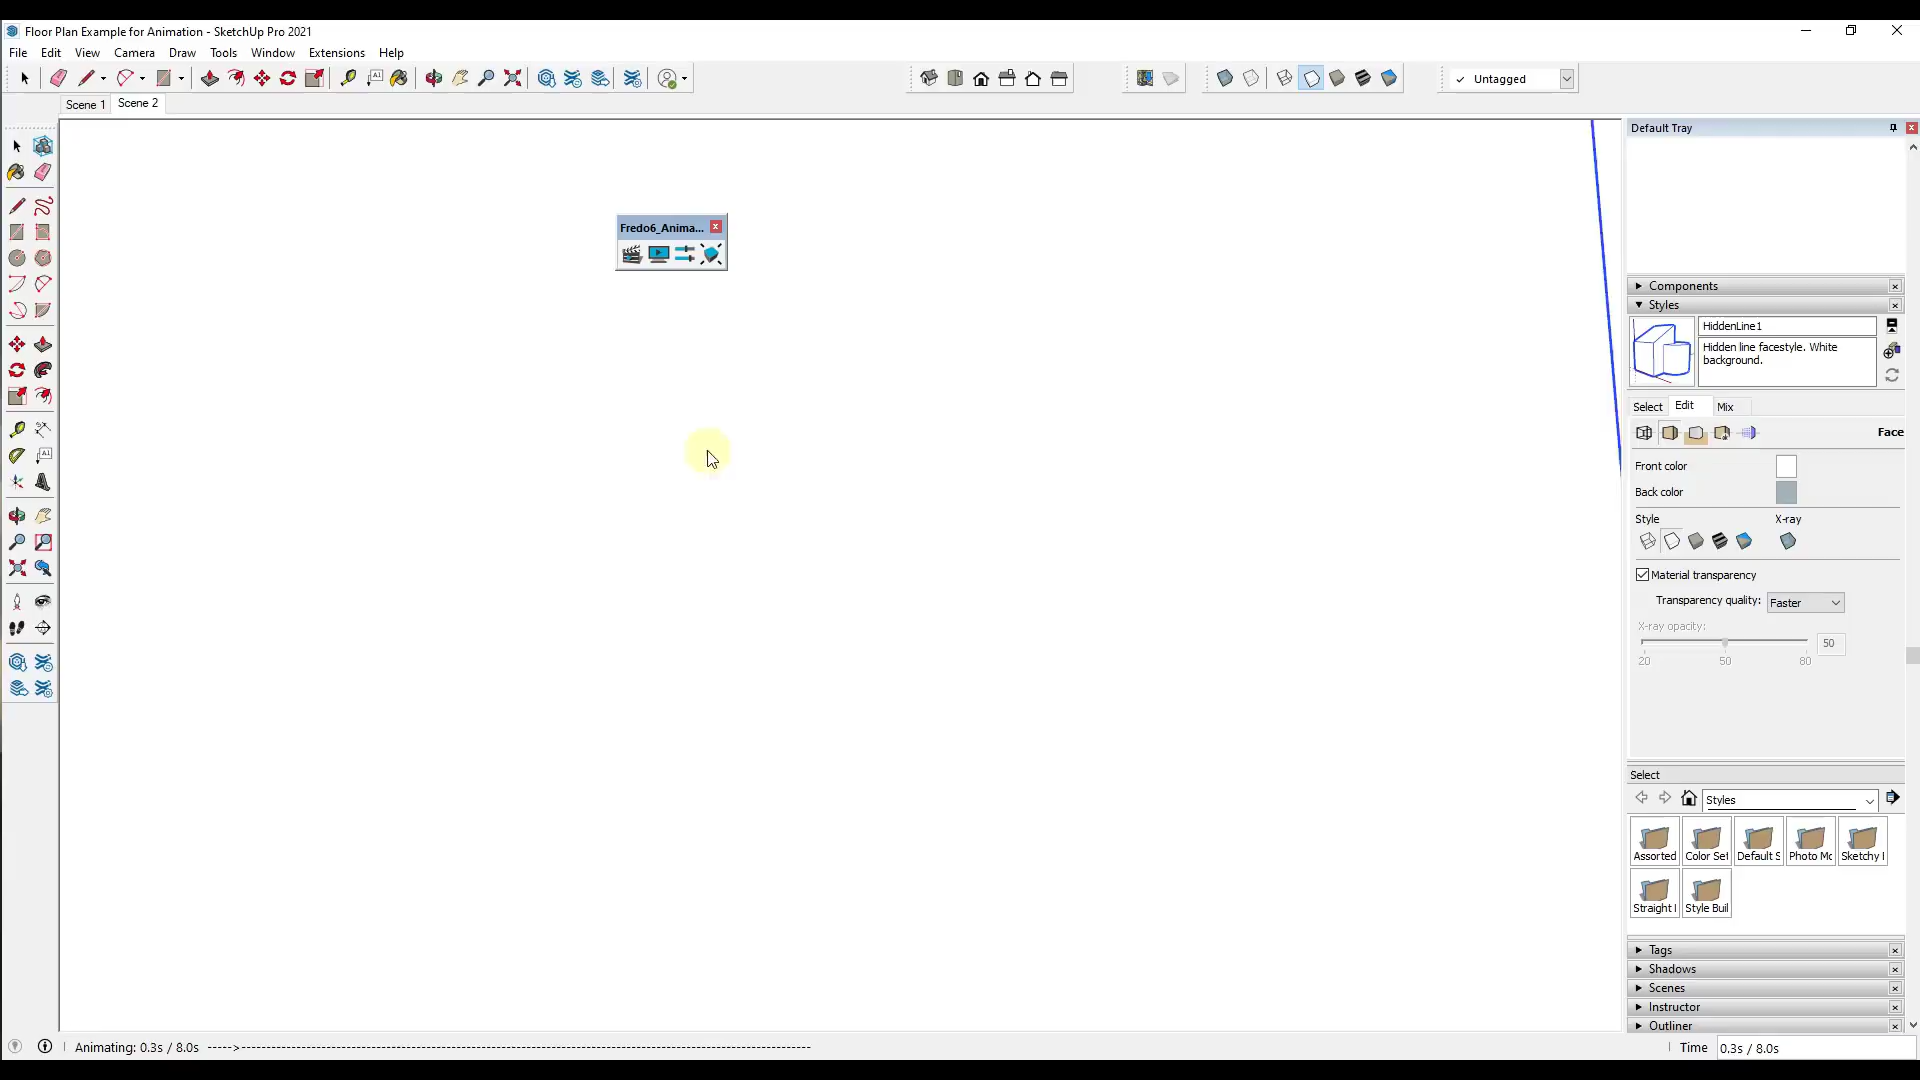 Floor Plan Example for Animation - SketchUp Pro 2021
File Edit View Camera Draw Tools Window Extensions Help
Untagged
Scene 1 Scene 2
Default Tray
Fredo6_Anima...
Components
Styles
HiddenLine1
Hidden line facestyle. White
background.
Select Edit Mix
Face
Front color
Back color
Style X-ray
Material transparency
Transparency quality: Faster
X-ray opacity:
50
20 50 80
Select
Styles
Assorted Color Set Default S Photo Mo Sketchy I
Straight I Style Buil
Tags
Shadows
Scenes
Instructor
Outliner
Animating: 0.3s / 8.0s ----->---------------------------------------------------------------------------------------------------------------
Time 0.3s / 8.0s